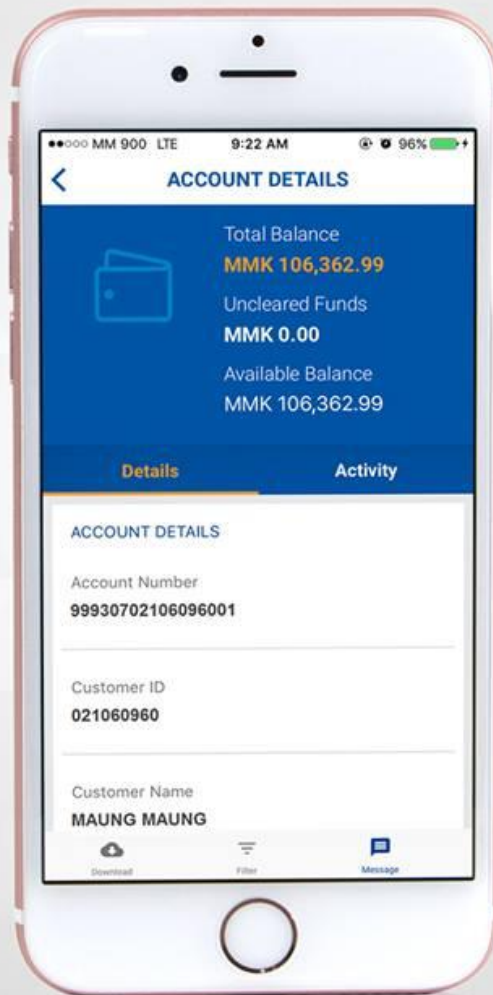 MM 900 LTE
9:22 AM
96%
ACCOUNT DETAILS
Total Balance
MMK 106,362.99
Uncleared Funds
MMK 0.00
Available Balance
MMK 106,362.99
Details
Activity
ACCOUNT DETAILS
Account Number
99930702106096001
Customer ID
021060960
Customer Name
MAUNG MAUNG
Download
Filter
Message